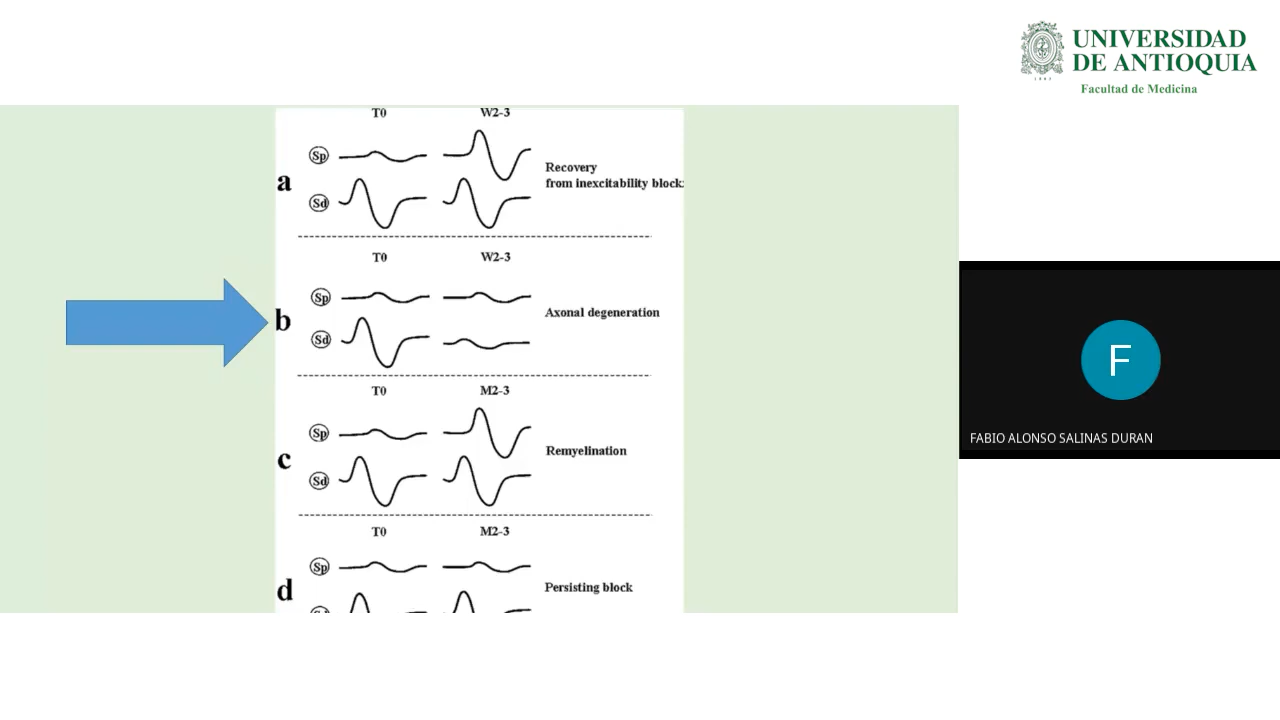 UNIVERSIDAD
DE ANTIOQUIA
1803
Facultad de Medicina
T0 W2-3
a
Sp
Sd
Recovery
from inexcitability block
T0 W2-3
b
Sp
Sd
Axonal degeneration
T0 M2-3
c
Sp
Sd
Remyelination
T0 M2-3
d
Sp
Persisting block
F
FABIO ALONSO SALINAS DURAN